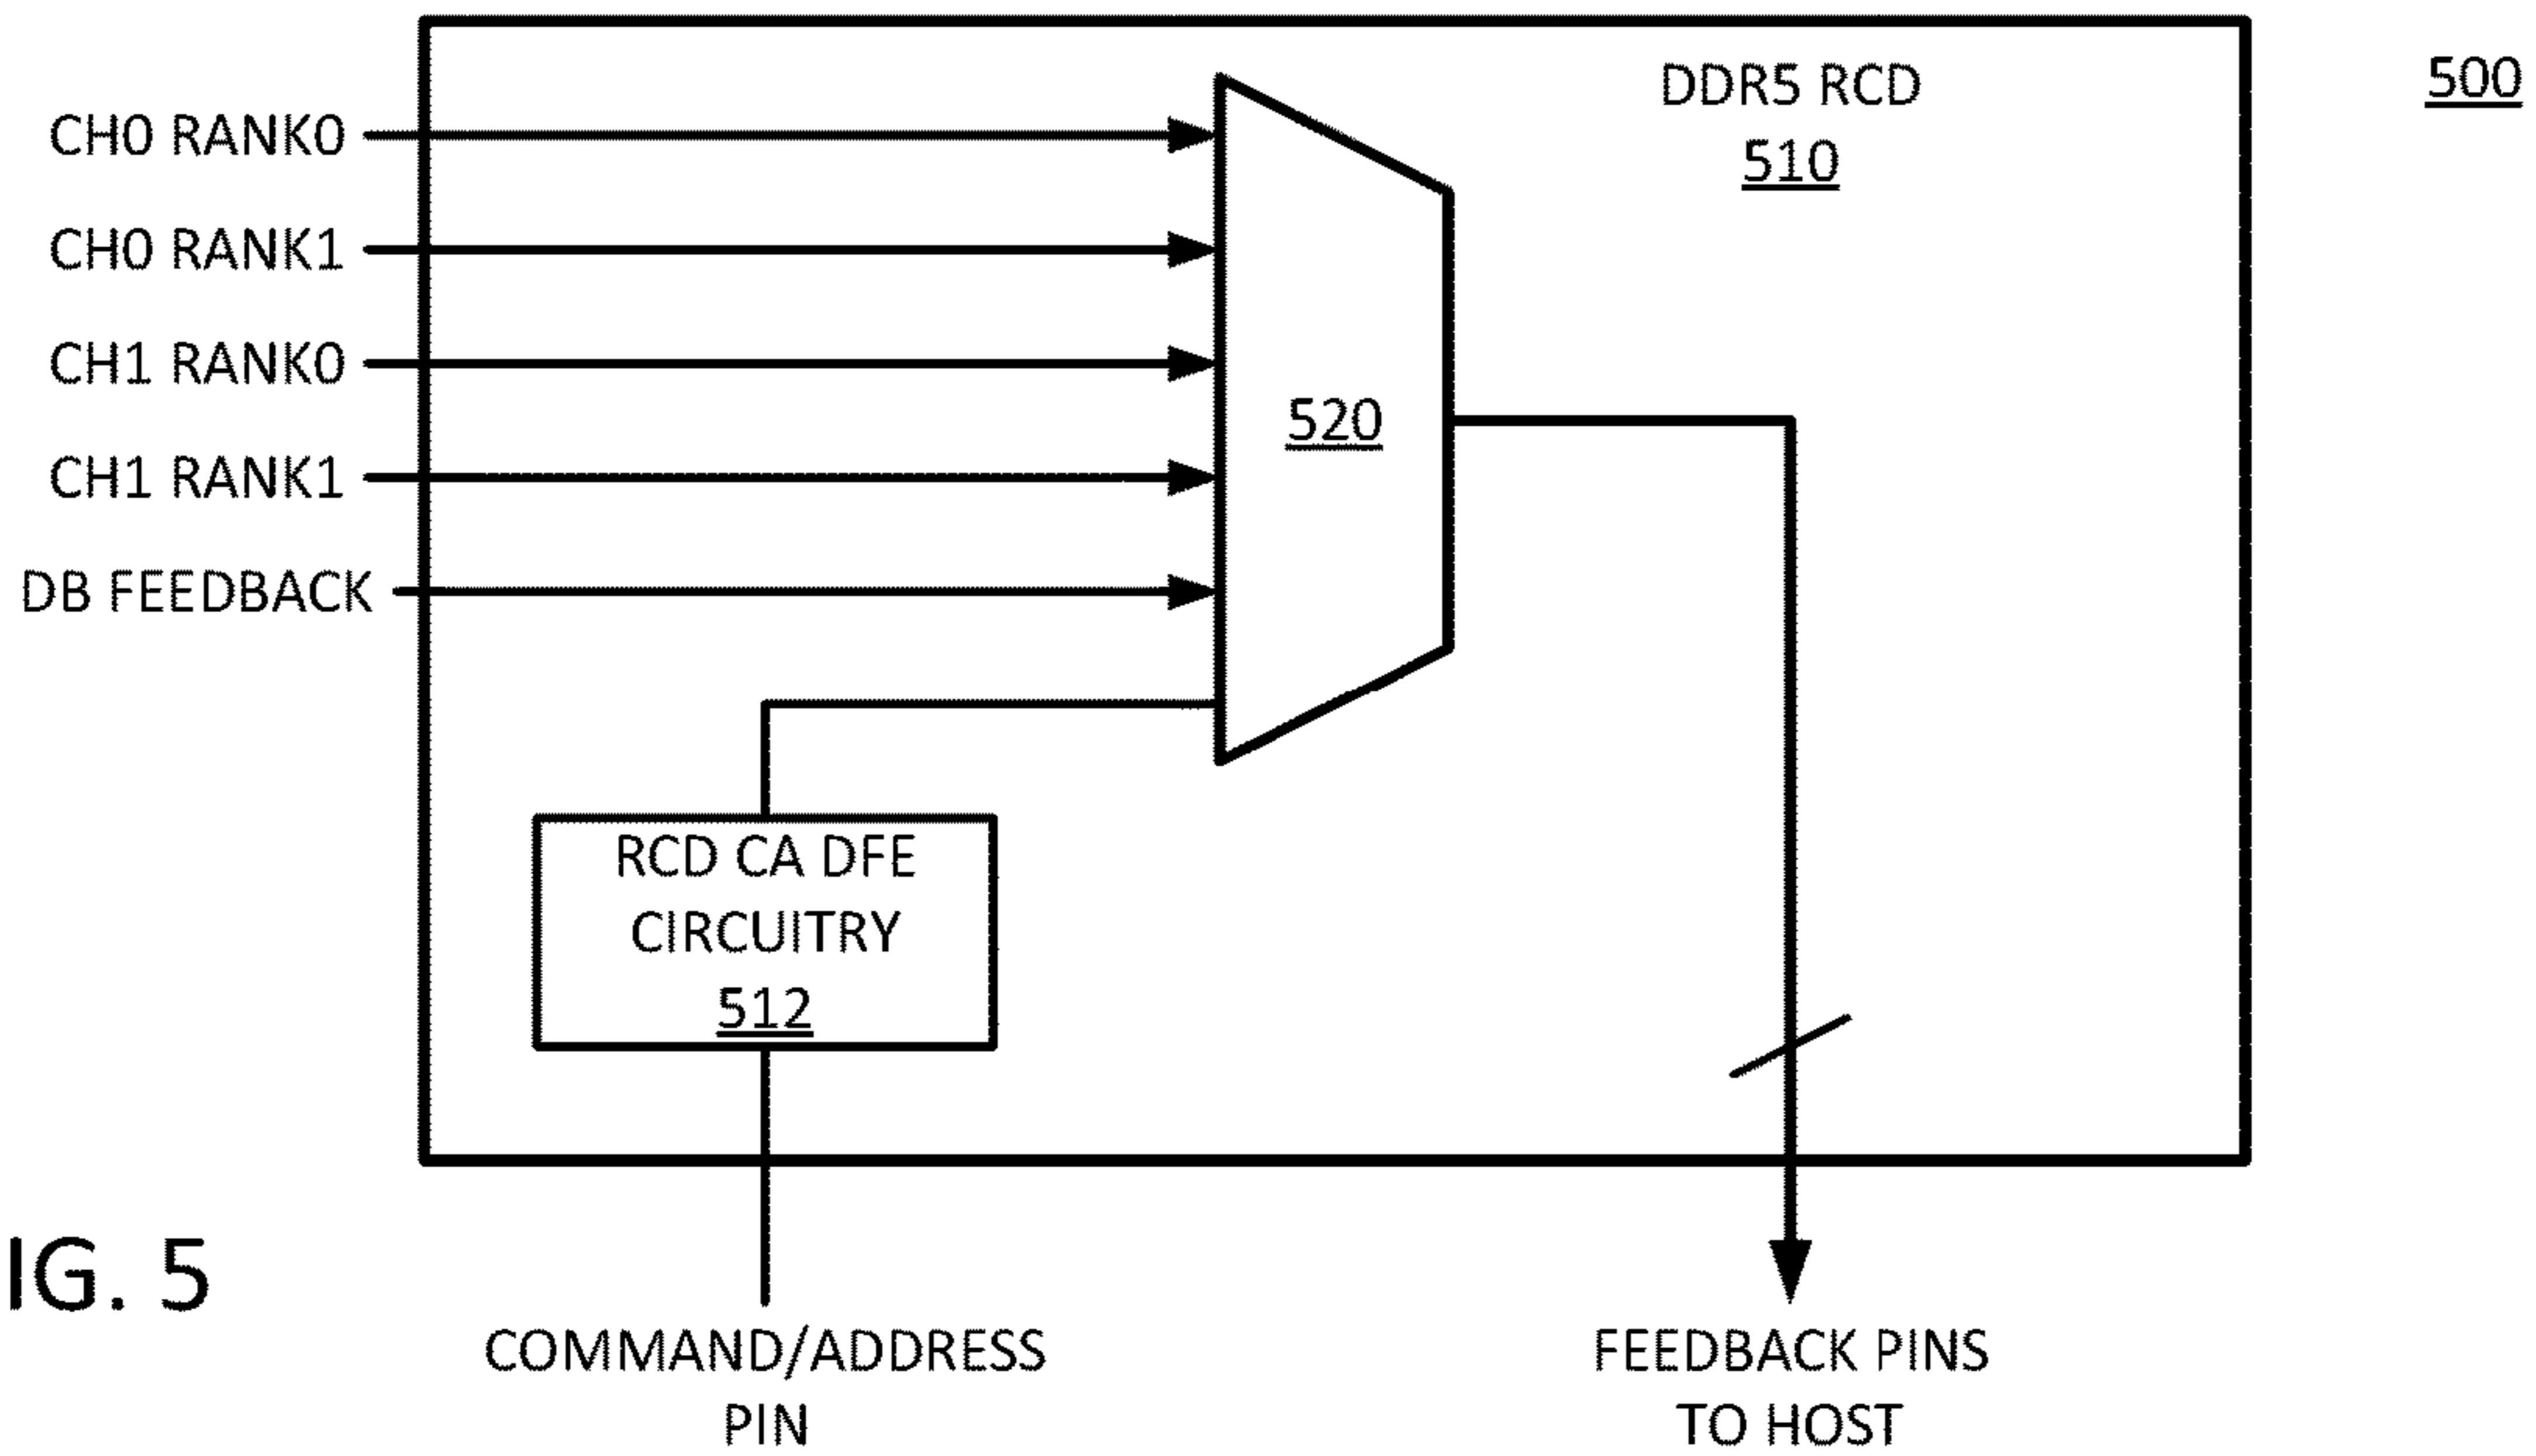 DDR5 RCD
510
500
CH0 RANK0
CH0 RANK1
CH1 RANK0
CH1 RANK1
DB FEEDBACK
520
RCD CA DFE
CIRCUITRY
512
IG. 5
COMMAND/ADDRESS
PIN
FEEDBACK PINS
TO HOST